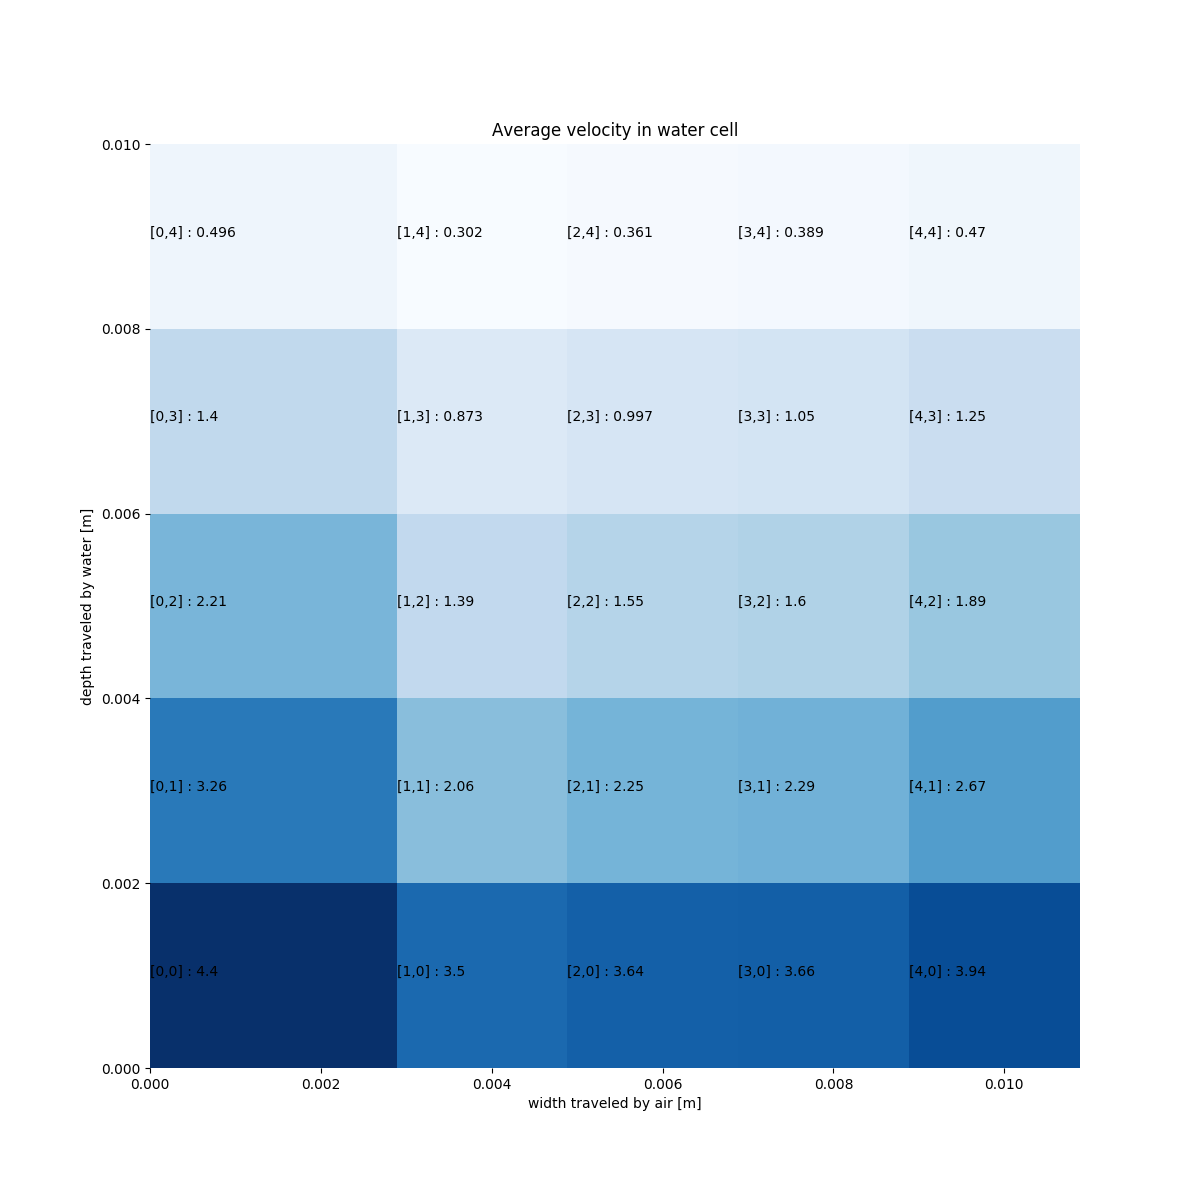 Average velocity in water cell
0.010
[0,4] : 0.496 [1,4] : 0.302 [2,4] : 0.361 [3,4] : 0.389 [4,4] : 0.47
0.008
[0,3] : 1.4 [1,3] : 0.873 [2,3] : 0.997 [3,3] : 1.05 [4,3] : 1.25
0.006
[0,2] : 2.21 [1,2] : 1.39 [2,2] : 1.55 [3,2] : 1.6 [4,2] : 1.89
depth traveled by water [m]
0.004
[0,1] : 3.26 [1,1] : 2.06 [2,1] : 2.25 [3,1] : 2.29 [4,1] : 2.67
0.002
[0,0] : 4.4 [1,0] : 3.5 [2,0] : 3.64 [3,0] : 3.66 [4,0] : 3.94
0.000
0.000 0.002 0.004 0.006 0.008 0.010
width traveled by air [m]